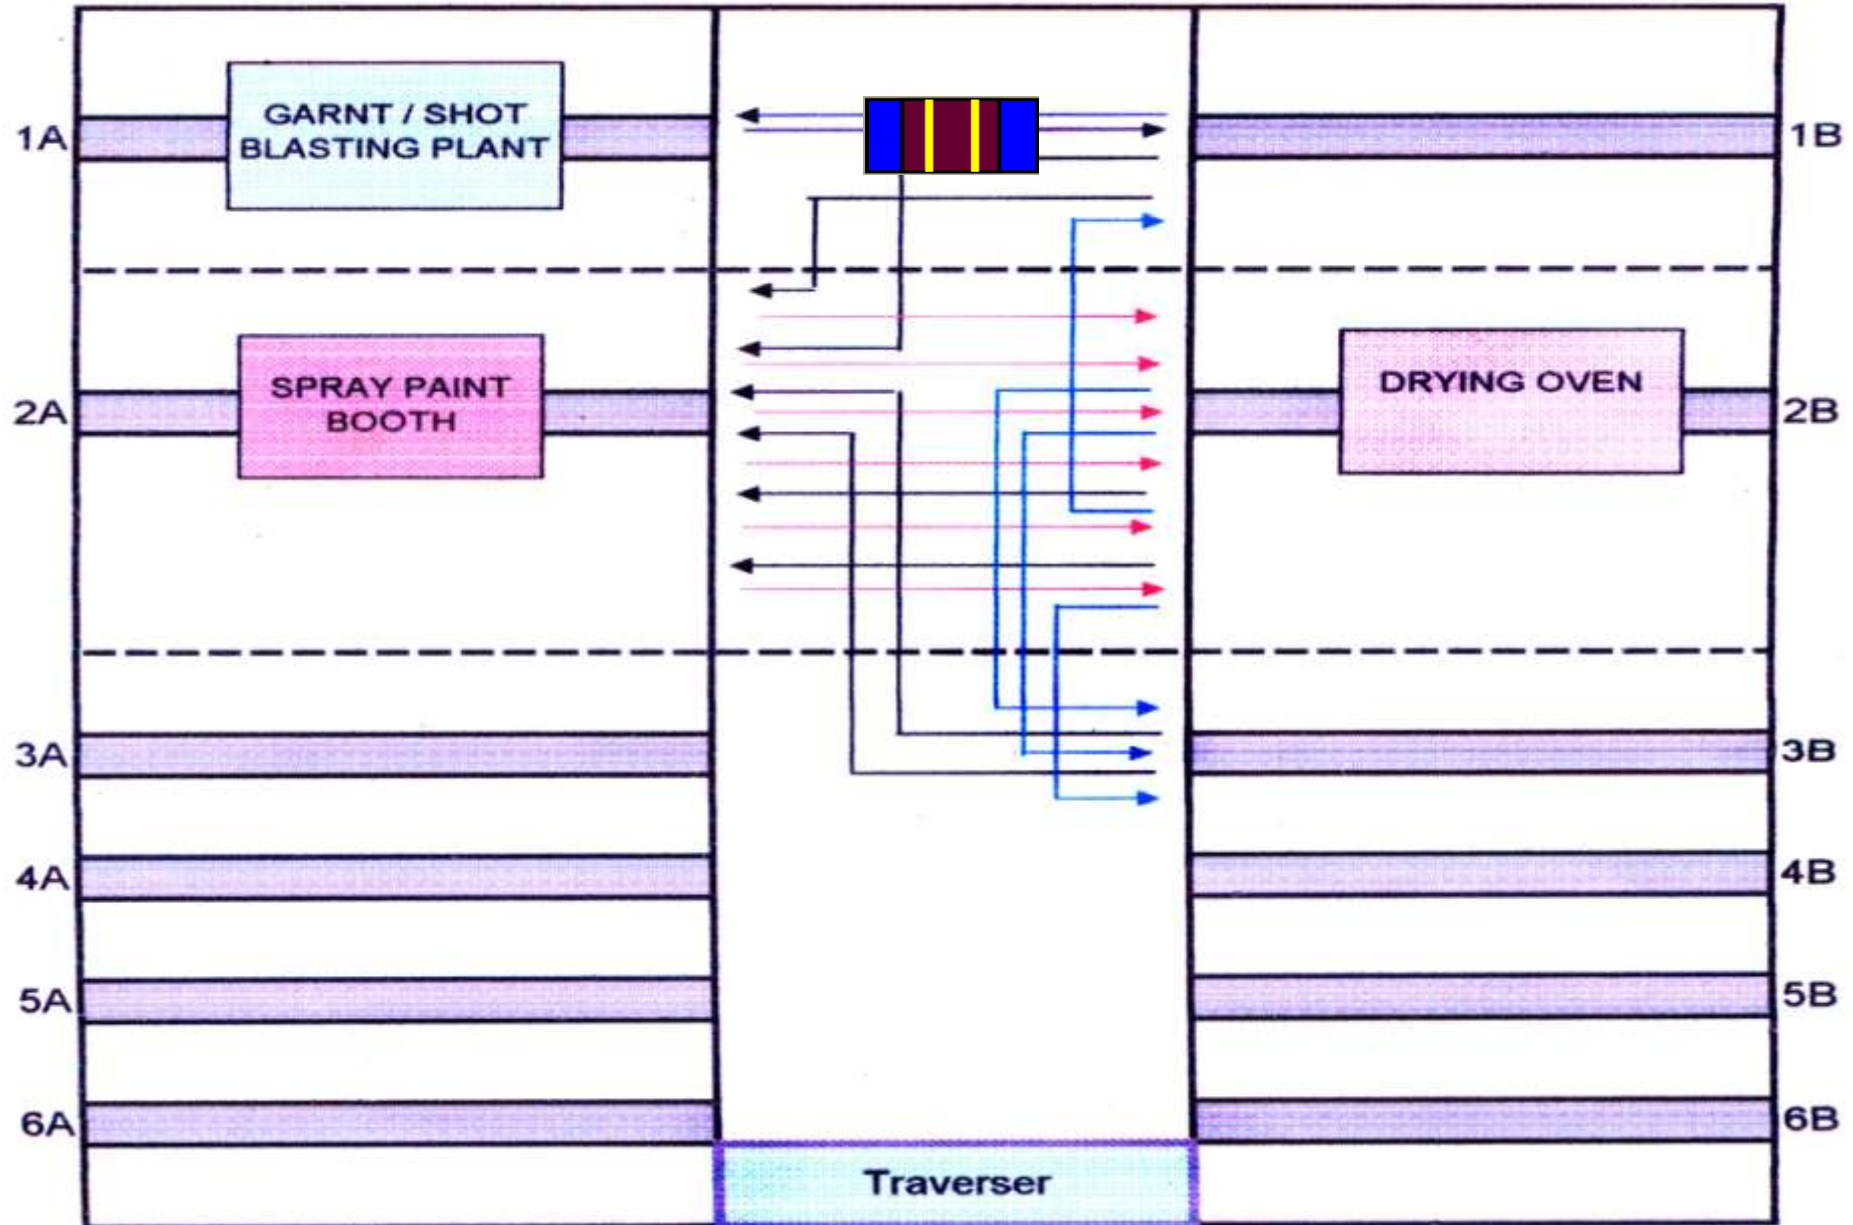 1A
GARNT / SHOT
BLASTING PLANT
1B
2A
SPRAY PAINT
BOOTH
DRYING OVEN
2B
3A
3B
4A
4B
5A
5B
6A
6B
Traverser